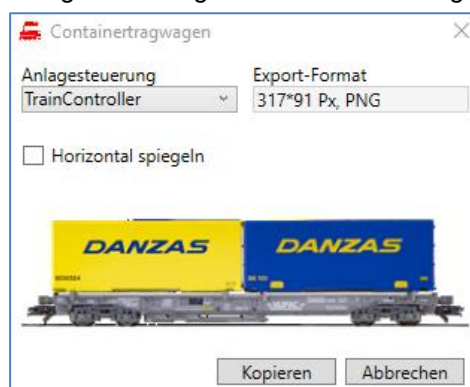 Containertragwagen
Anlagesteuerung
Export-Format
TrainController
317*91 Px, PNG
Horizontal spiegeln
DANZAS
DANZAS
Kopieren
Abbrechen